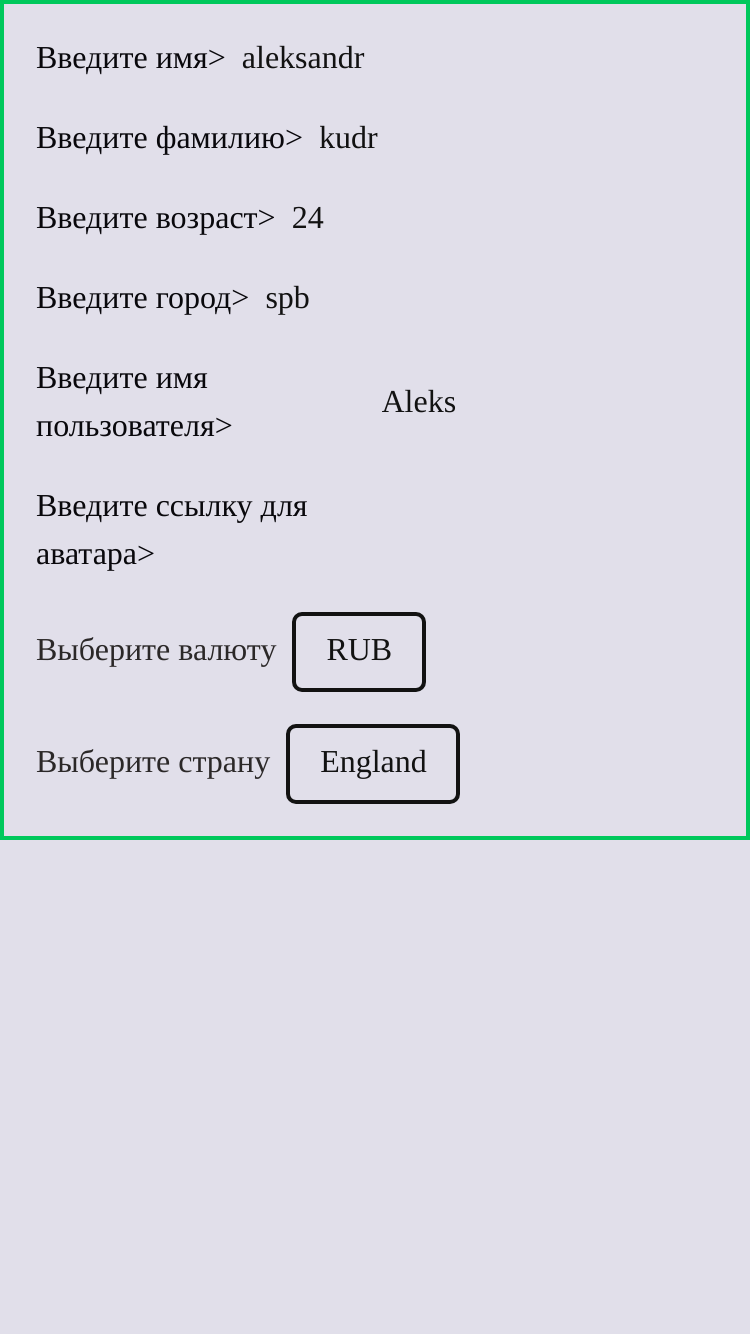 Введите имя> aleksandr
Введите фамилию> kudr
Введите возраст> 24
Введите город> spb
Введите имя
пользователя> Aleks
Введите ссылку для
аватара>
Выберите валюту RUB
Выберите страну England